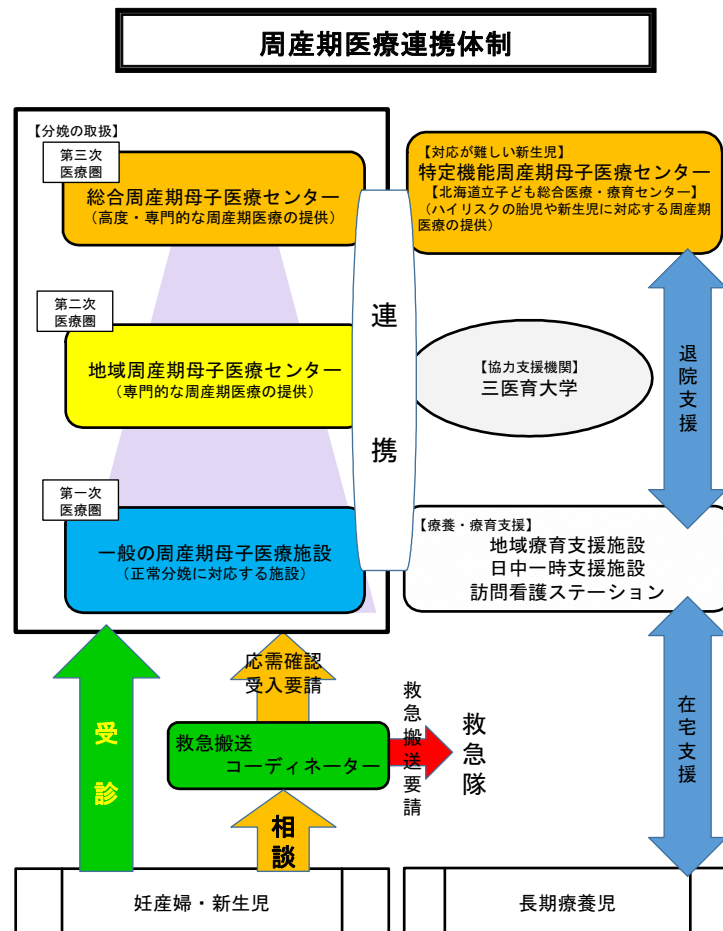 周産期医療連携体制
【分娩の取扱】
第三次
医療圏
総合周産期母子医療センター
（高度・専門的な周産期医療の提供）
第二次
医療圏
地域周産期母子医療センター
（専門的な周産期医療の提供）
第一次
医療圏
一般の周産期母子医療施設
（正常分娩に対応する施設）
連携
【対応が難しい新生児】
特定機能周産期母子医療センター
【北海道立子ども総合医療・療育センター】
（ハイリスクの胎児や新生児に対応する周産期
医療の提供）
【協力支援機関】
三医育大学
退院支援
【療養・療育支援】
地域療育支援施設
日中一時支援施設
訪問看護ステーション
受診
応需確認
受入要請
救急搬送
コーディネーター
救急搬送要請
救急隊
相談
在宅支援
妊産婦・新生児
長期療養児